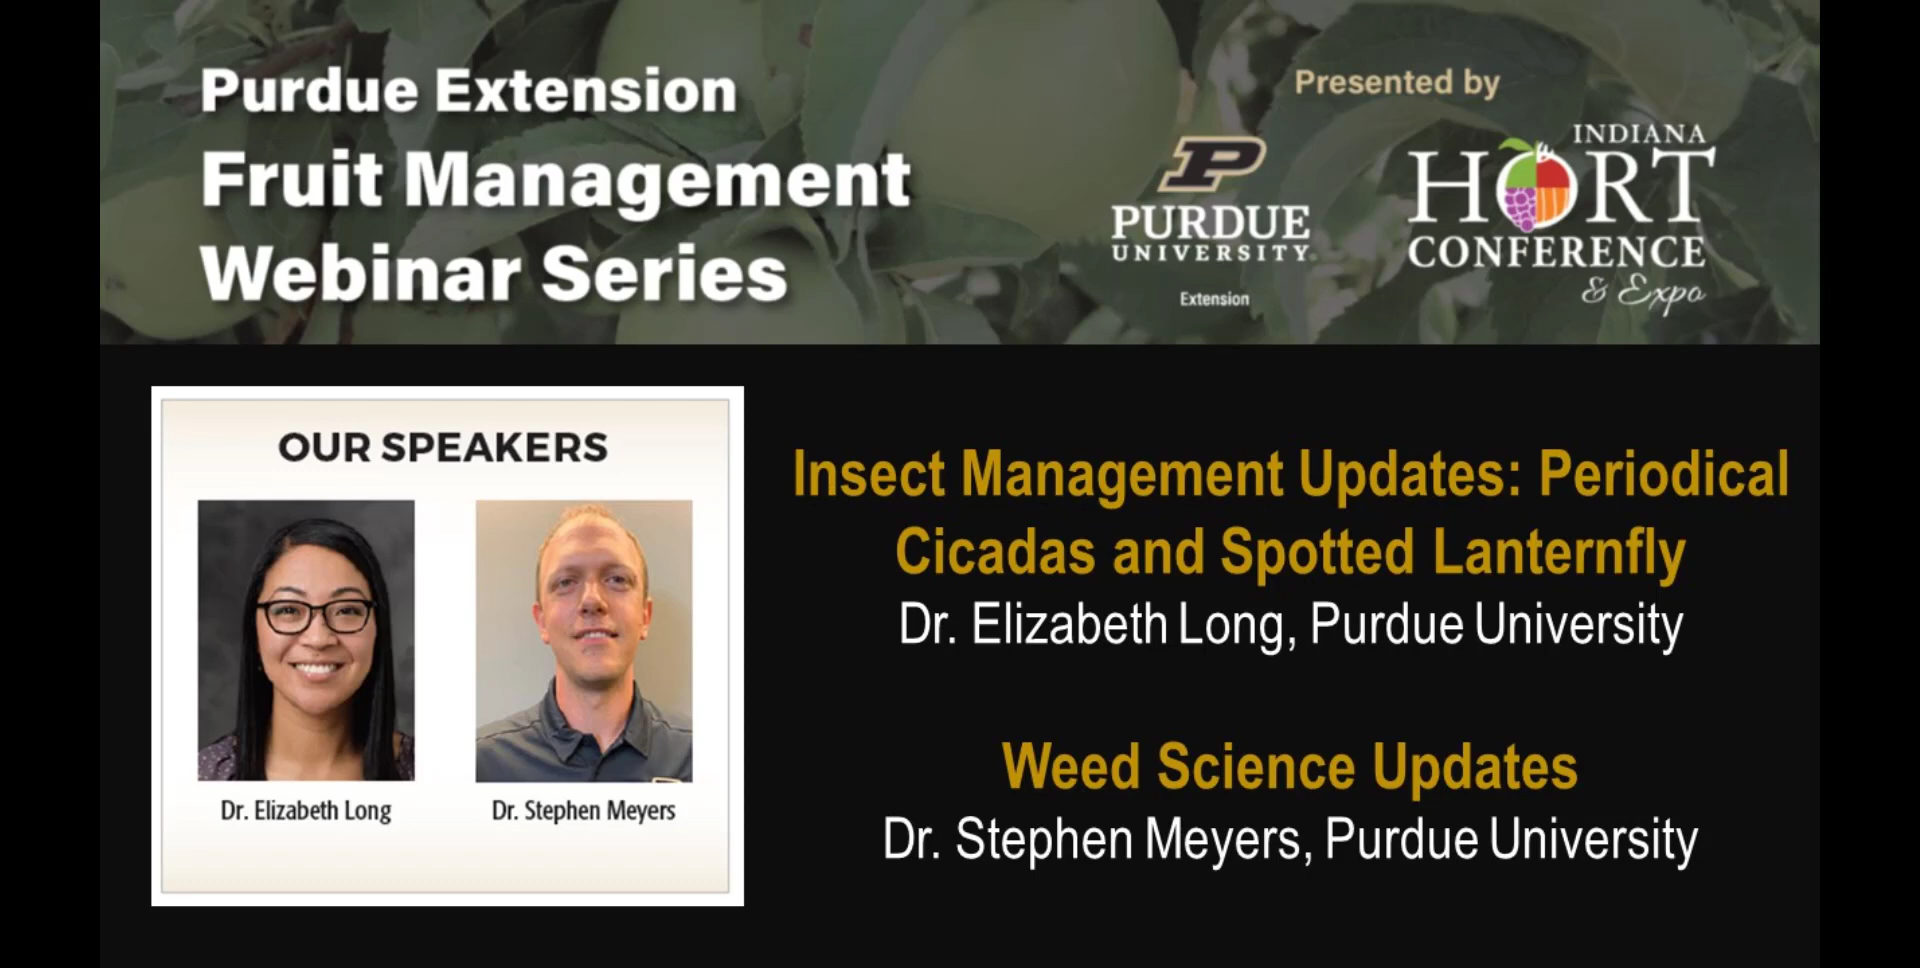 Purdue Extension
Fruit Management
Webinar Series
Presented by
P
PURDUE
UNIVERSITY®
Extension
INDIANA
HORT
CONFERENCE
& Expo
OUR SPEAKERS
Dr. Elizabeth Long
Dr. Stephen Meyers
Insect Management Updates: Periodical
Cicadas and Spotted Lanternfly
Dr. Elizabeth Long, Purdue University
Weed Science Updates
Dr. Stephen Meyers, Purdue University